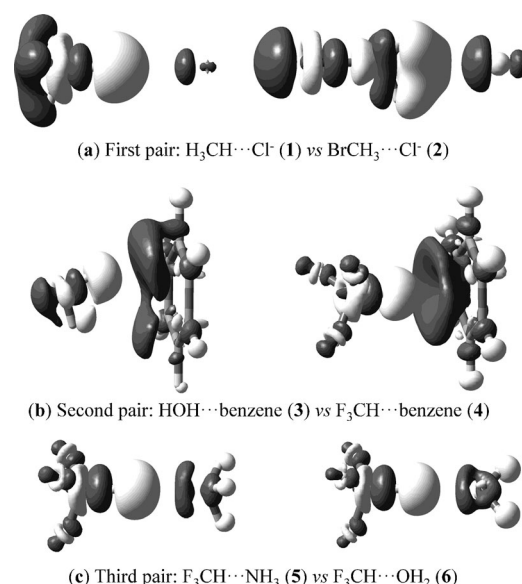 (a) First pair: H₃CH···Cl⁻ (1) vs BrCH₃···Cl⁻ (2)
(b) Second pair: HOH···benzene (3) vs F₃CH···benzene (4)
(c) Third pair: F₃CH···NH₃ (5) vs F₃CH···OH₂ (6)